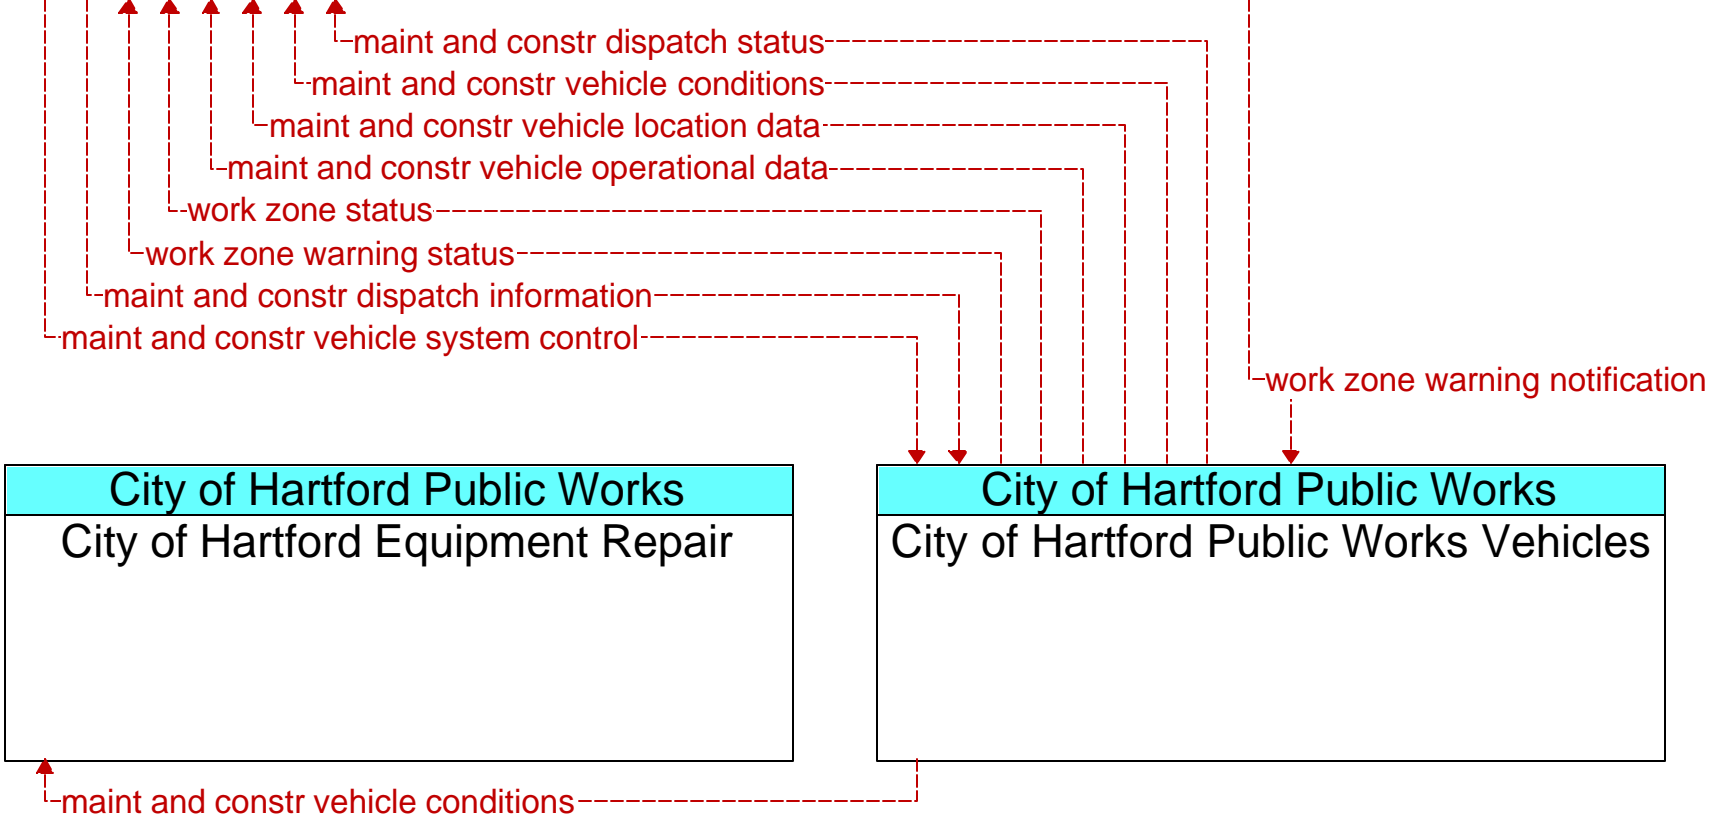 maint and constr dispatch status
maint and constr vehicle conditions
maint and constr vehicle location data
maint and constr vehicle operational data
work zone status
work zone warning status
maint and constr dispatch information
maint and constr vehicle system control
work zone warning notification
City of Hartford Public Works
City of Hartford Equipment Repair
City of Hartford Public Works
City of Hartford Public Works Vehicles
maint and constr vehicle conditions